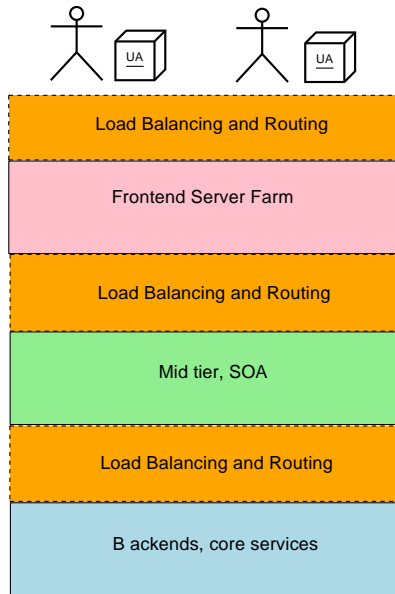 UA
UA
Load Balancing and Routing
Frontend Server Farm
Load Balancing and Routing
Mid tier, SOA
Load Balancing and Routing
B ackends, core services